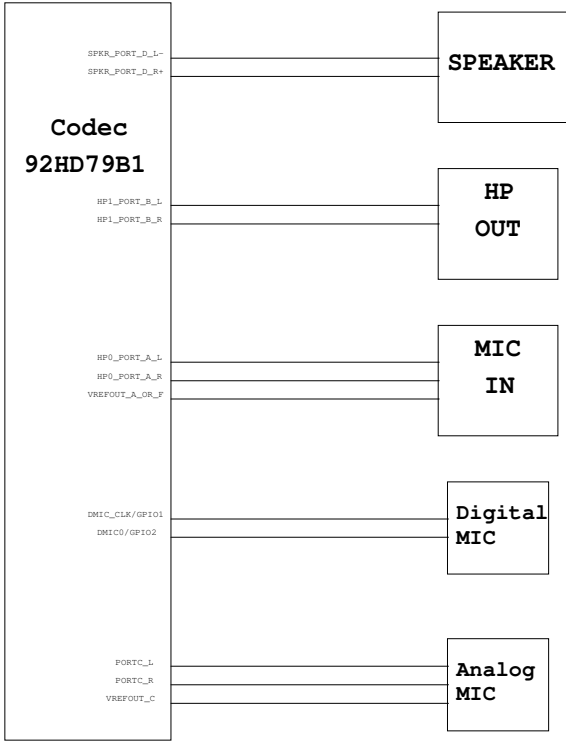 SPKR_PORT_D_L-
SPKR_PORT_D_R+
SPEAKER
Codec
92HD79B1
HP1_PORT_B_L
HP1_PORT_B_R
HP
OUT
HP0_PORT_A_L
HP0_PORT_A_R
VREFOUT_A_OR_F
MIC
IN
DMIC_CLK/GPIO1
DMIC0/GPIO2
Digital
MIC
PORTC_L
PORTC_R
VREFOUT_C
Analog
MIC